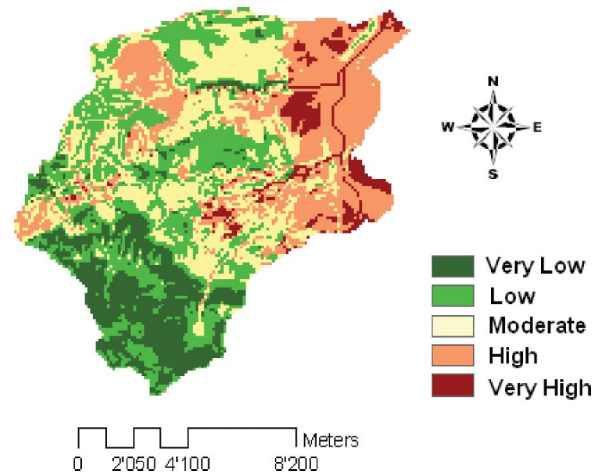 N
W E
S
Very Low
Low
Moderate
High
Very High
Meters
0 2'050 4'100 8'200